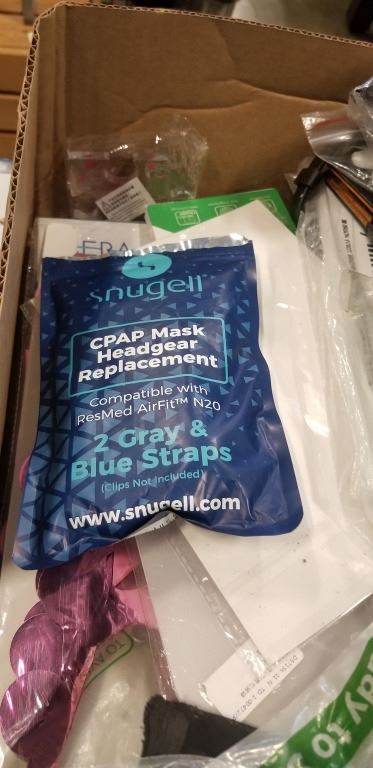 ERA
snugell
CPAP Mask
Headgear
Replacement
Compatible with
ResMed AirFit™ N20
2 Gray &
Blue Straps
(Clips Not Included)
www.snugell.com